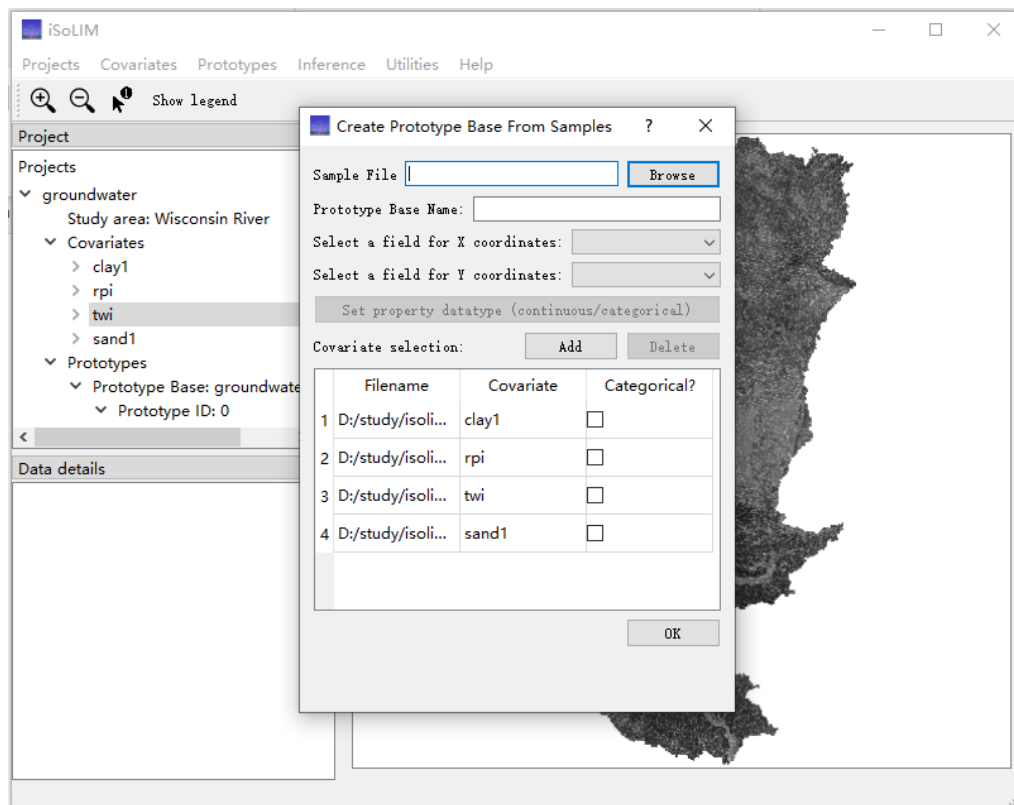 iSoLIM
Projects Covariates Prototypes Inference Utilities Help
Show legend
Project
Projects
groundwater
Study area: Wisconsin River
Covariates
clay1
rpi
twi
sand1
Prototypes
Prototype Base: groundwate
Prototype ID: 0
Data details
Create Prototype Base From Samples ?
Sample File Browse
Prototype Base Name:
Select a field for X coordinates:
Select a field for Y coordinates:
Set property datatype (continuous/categorical)
Covariate selection: Add Delete
Filename Covariate Categorical?
1 D:/study/isoli... clay1
2 D:/study/isoli... rpi
3 D:/study/isoli... twi
4 D:/study/isoli... sand1
OK